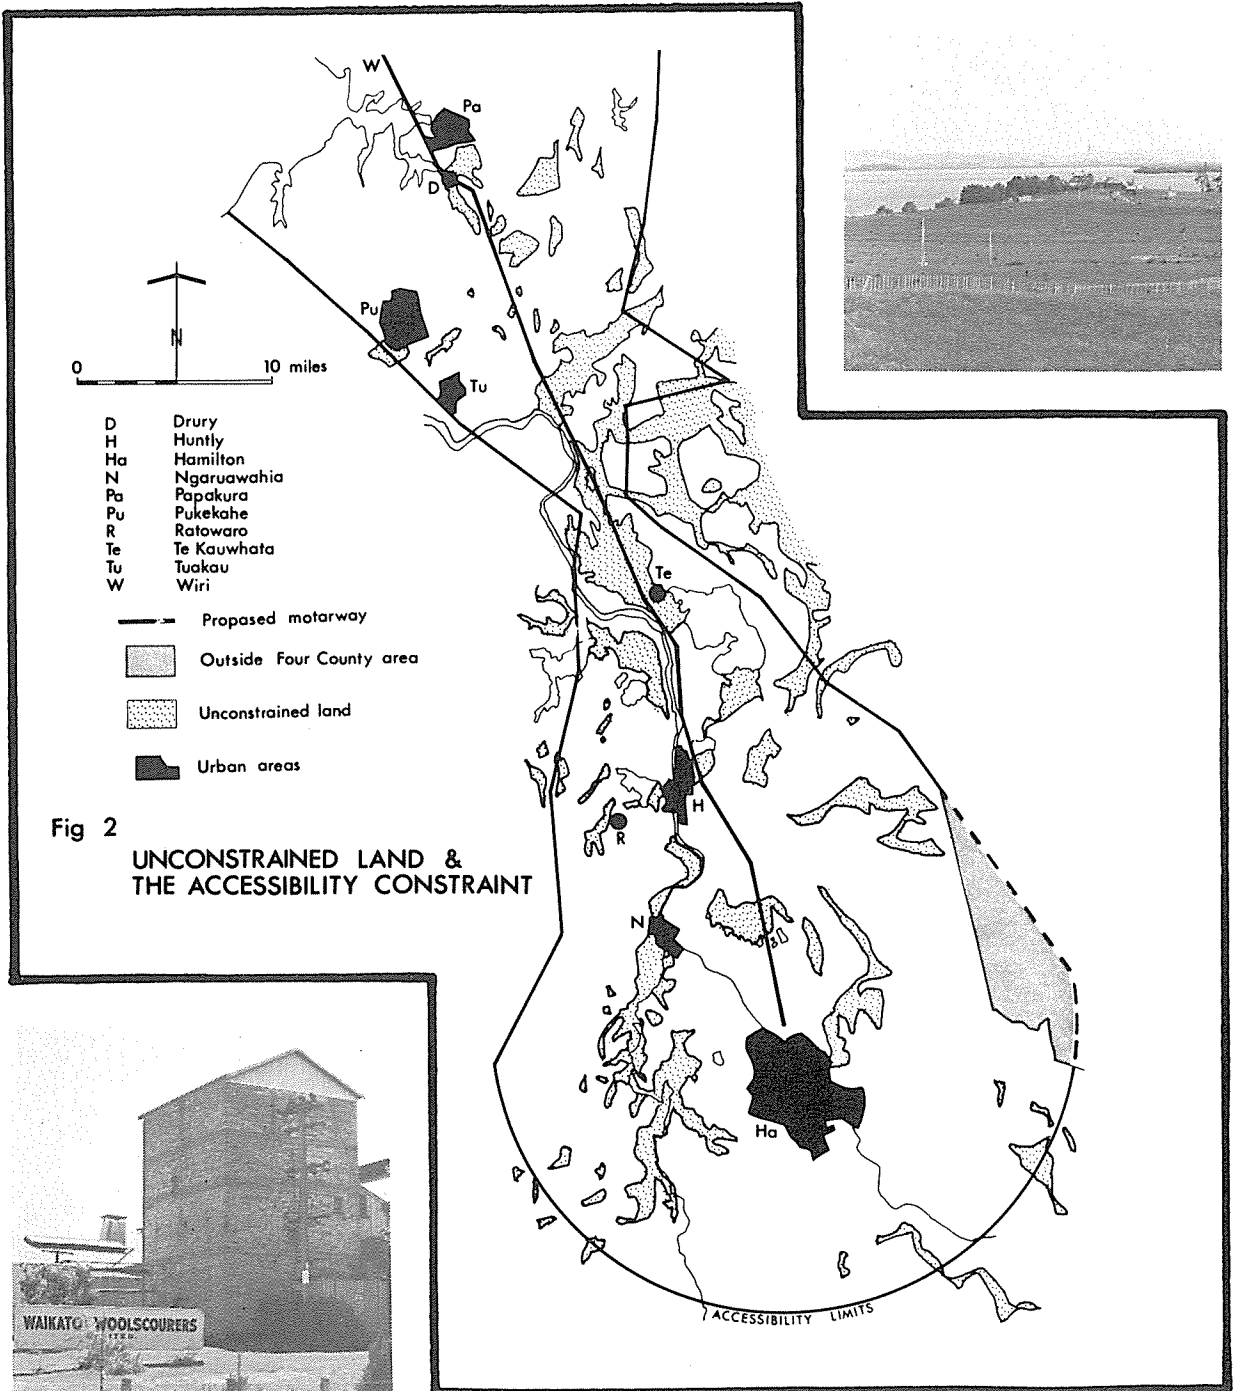 W
Pa
D
Pu
N
0 10 miles
Tu
D Drury
H Huntly
Ha Hamilton
N Ngaruawahia
Pa Papakura
Pu Pukekahe
R Ratowaro
Te Te Kauwhata
Tu Tuakau
W Wiri
Proposed motarway
Outside Four County area
Unconstrained land
Urban areas
Te
H
R
Fig 2
UNCONSTRAINED LAND &
THE ACCESSIBILITY CONSTRAINT
N
Ha
ACCESSIBILITY LIMITS
WAIKATO WOOLSCOURERS